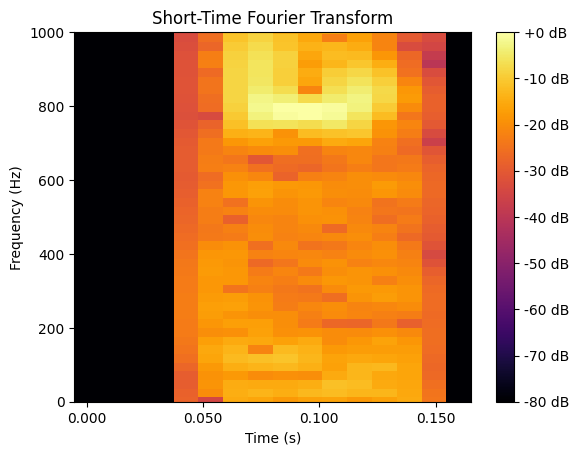 Short-Time Fourier Transform
1000
800
600
400
200
0
Frequency (Hz)
0.000
0.050
0.100
0.150
Time (s)
+0 dB
-10 dB
-20 dB
-30 dB
-40 dB
-50 dB
-60 dB
-70 dB
-80 dB